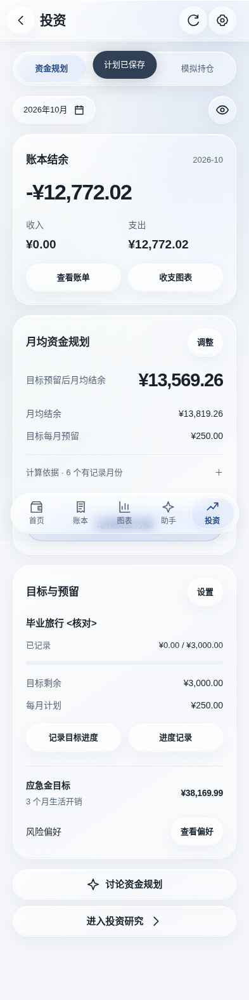 投资
资金规划
计划已保存
模拟持仓
2026年10月
账本结余
2026-10
-¥12,772.02
收入
支出
¥0.00
¥12,772.02
查看账单
收支图表
月均资金规划
调整
目标预留后月均结余
¥13,569.26
月均结余
¥13,819.26
目标每月预留
¥250.00
计算依据 · 6 个有记录月份
首页
账本
图表
助手
投资
目标与预留
设置
毕业旅行 <核对>
已记录
¥0.00 / ¥3,000.00
目标剩余
¥3,000.00
每月计划
¥250.00
记录目标进度
进度记录
应急金目标
¥38,169.99
3 个月生活开销
风险偏好
查看偏好
讨论资金规划
进入投资研究